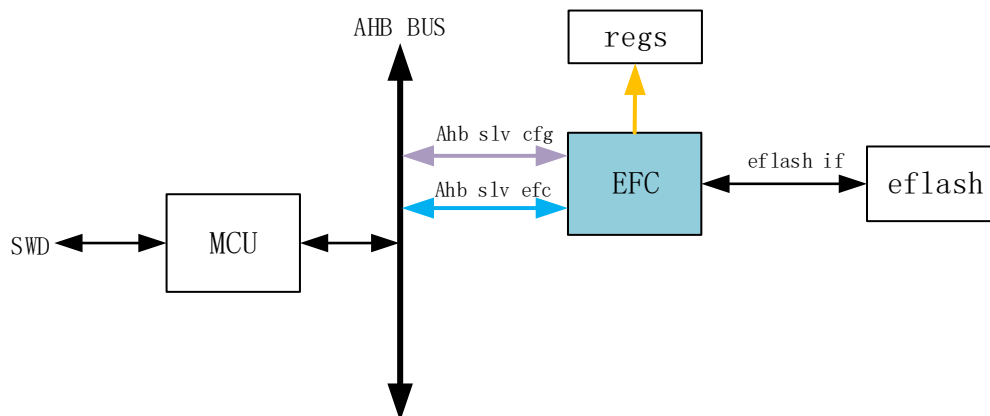 AHB BUS
regs
Ahb slv cfg
eflash if
EFC
eflash
Ahb slv efc
MCU
SWD